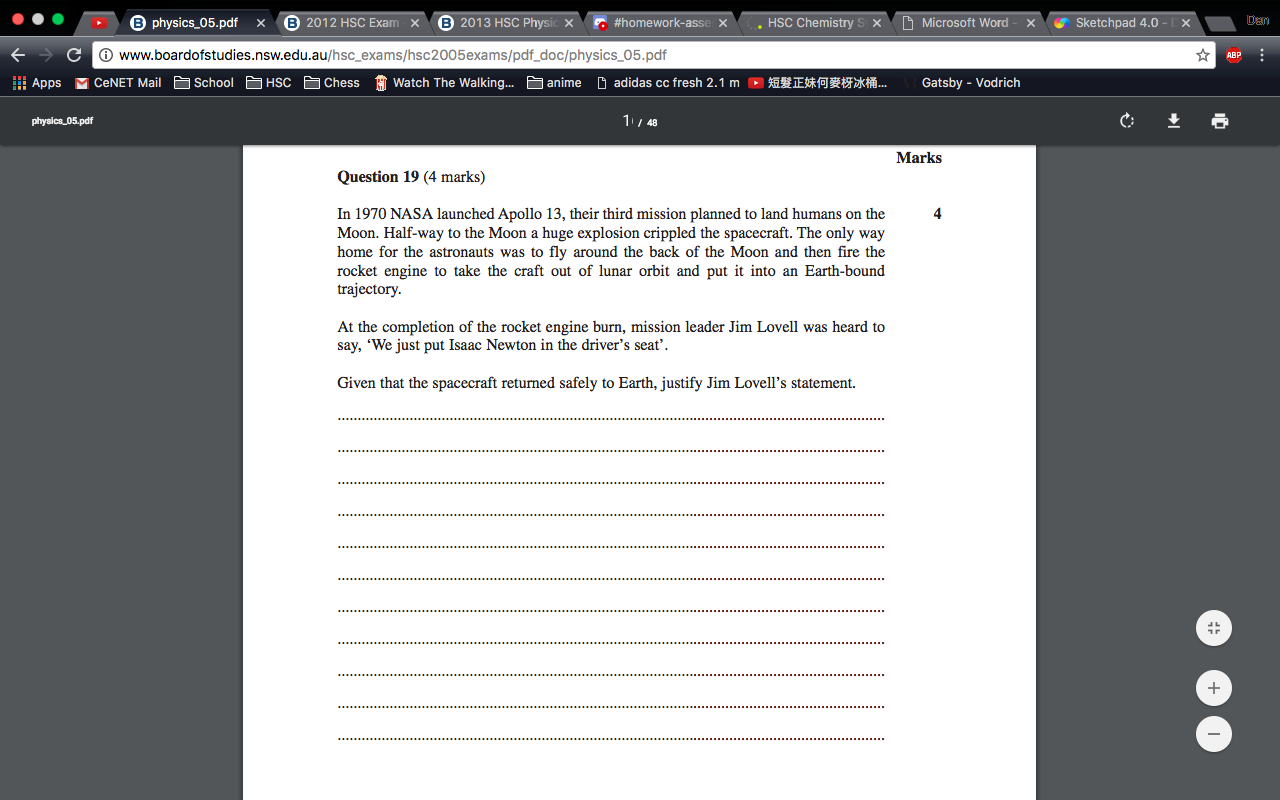 physics_05.pdf
2012 HSC Exam
2013 HSC Physic
#homework-asse
HSC Chemistry S
Microsoft Word -
Sketchpad 4.0 -
Dan
www.boardofstudies.nsw.edu.au/hsc_exams/hsc2005exams/pdf_doc/physics_05.pdf
ABP
Apps
CeNET Mail
School
HSC
Chess
Watch The Walking...
anime
adidas cc fresh 2.1 m
短髮正妹何麥枒冰桶...
Gatsby - Vodrich
physics_05.pdf
1 / 48
Marks
Question 19 (4 marks)
In 1970 NASA launched Apollo 13, their third mission planned to land humans on the
4
Moon. Half-way to the Moon a huge explosion crippled the spacecraft. The only way
home for the astronauts was to fly around the back of the Moon and then fire the
rocket engine to take the craft out of lunar orbit and put it into an Earth-bound
trajectory.
At the completion of the rocket engine burn, mission leader Jim Lovell was heard to
say, ‘We just put Isaac Newton in the driver’s seat’.
Given that the spacecraft returned safely to Earth, justify Jim Lovell’s statement.